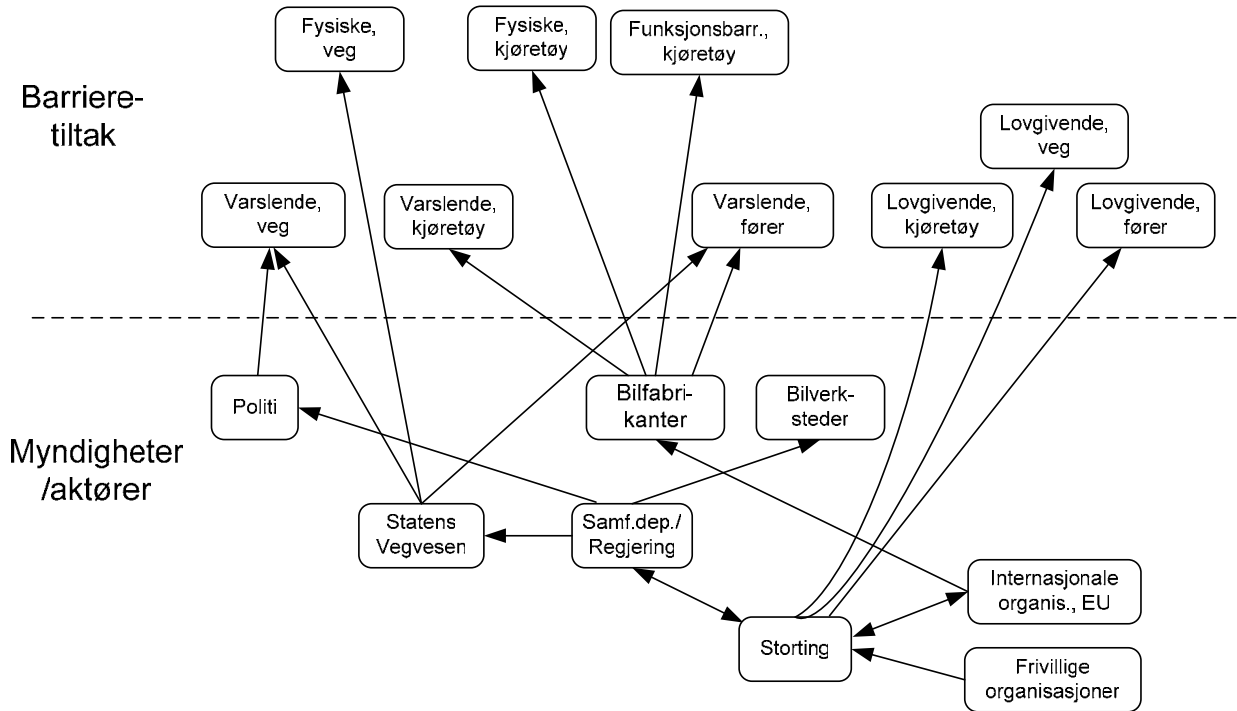 Fysiske,
veg
Fysiske,
kjøretøy
Funksjonsbarr.,
kjøretøy
Barriere-
tiltak
Lovgivende,
veg
Varslende,
veg
Varslende,
kjøretøy
Varslende,
fører
Lovgivende,
kjøretøy
Lovgivende,
fører
Politi
Bilfabri-
kanter
Bilverk-
steder
Myndigheter
/aktører
Statens
Vegvesen
Samf.dep./
Regjering
Internasjonale
organis., EU
Storting
Frivillige
organisasjoner